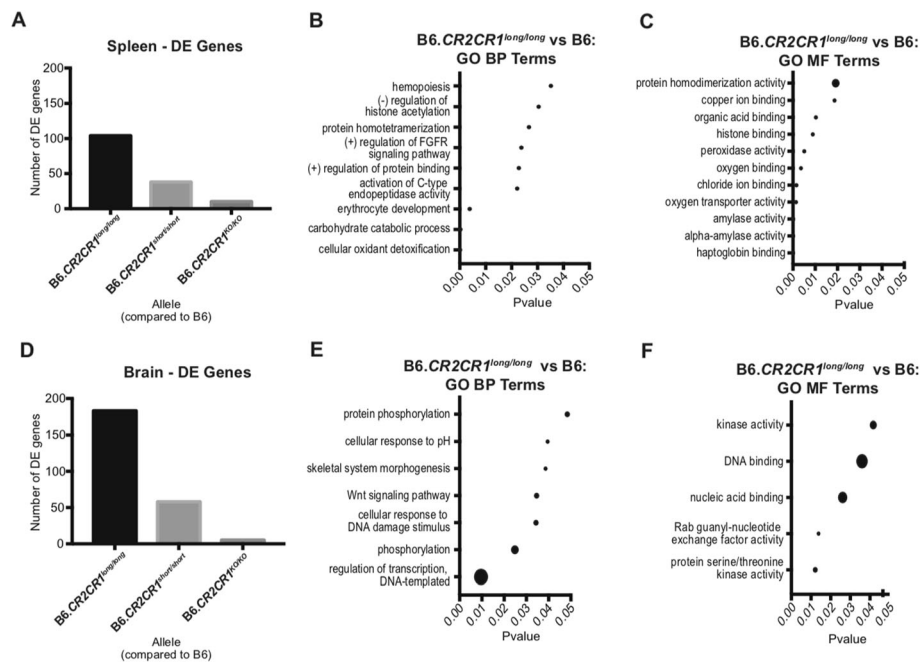 A
Spleen - DE Genes
Number of DE genes
200
150
100
50
0
B6.CR2CR1long/long
B6.CR2CR1short/short
B6.CR2CR1KO/KO
Allele
(compared to B6)
B
B6.CR2CR1long/long vs B6:
GO BP Terms
hemopoiesis
(-) regulation of
histone acetylation
protein homotetramerization
(+) regulation of FGFR
signaling pathway
(+) regulation of protein binding
activation of C-type
endopeptidase activity
erythrocyte development
carbohydrate catabolic process
cellular oxidant detoxification
0.00 0.01 0.02 0.03 0.04 0.05
Pvalue
C
B6.CR2CR1long/long vs B6:
GO MF Terms
protein homodimerization activity
copper ion binding
organic acid binding
histone binding
peroxidase activity
oxygen binding
chloride ion binding
oxygen transporter activity
amylase activity
alpha-amylase activity
haptoglobin binding
0.00 0.01 0.02 0.03 0.04 0.05
Pvalue
D
Brain - DE Genes
Number of DE genes
200
150
100
50
0
B6.CR2CR1long/long
B6.CR2CR1short/short
B6.CR2CR1KO/KO
Allele
(compared to B6)
E
B6.CR2CR1long/long vs B6:
GO BP Terms
protein phosphorylation
cellular response to pH
skeletal system morphogenesis
Wnt signaling pathway
cellular response to
DNA damage stimulus
phosphorylation
regulation of transcription,
DNA-templated
0.00 0.01 0.02 0.03 0.04 0.05
Pvalue
F
B6.CR2CR1long/long vs B6:
GO MF Terms
kinase activity
DNA binding
nucleic acid binding
Rab guanyl-nucleotide
exchange factor activity
protein serine/threonine
kinase activity
0.00 0.01 0.02 0.03 0.04 0.05
Pvalue